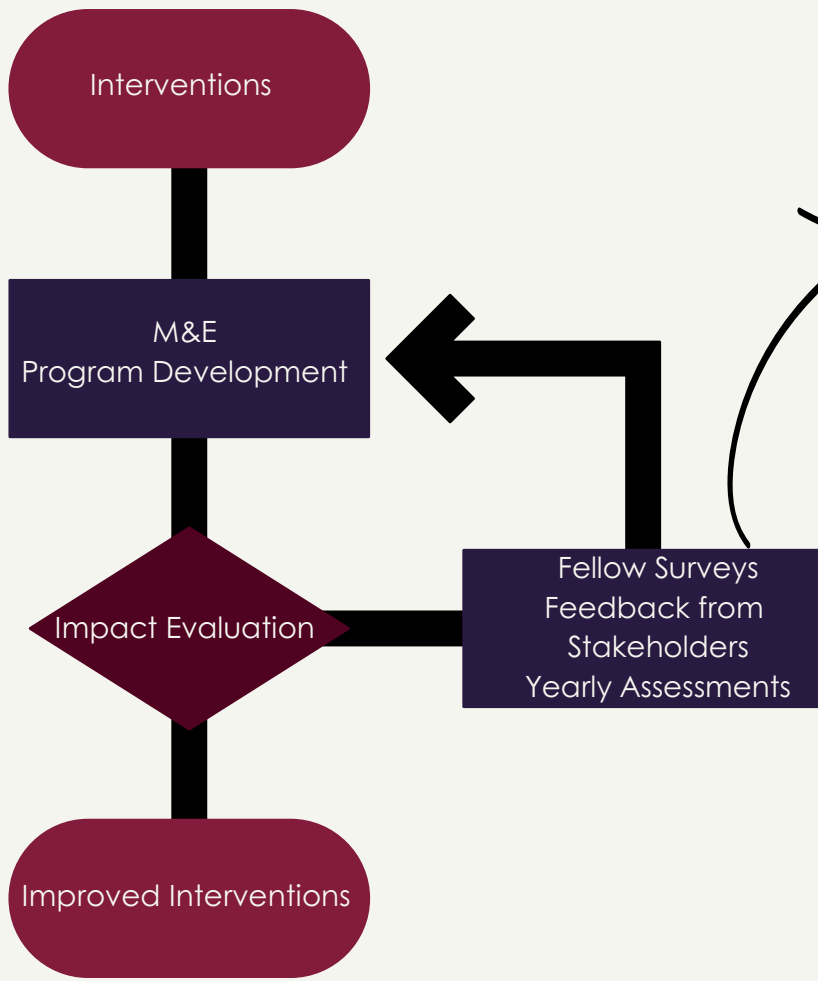 Interventions
M&E
Program Development
Impact Evaluation
Fellow Surveys
Feedback from
Stakeholders
Yearly Assessments
Improved Interventions